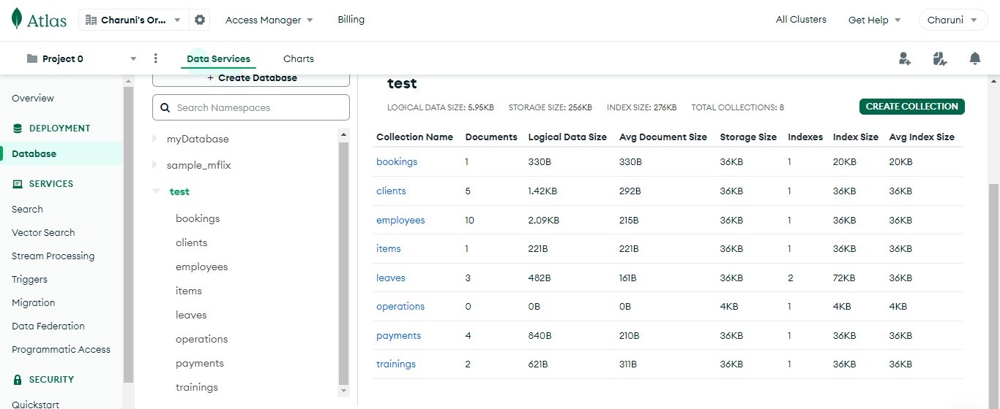 Atlas Charuni's Or... Access Manager Billing All Clusters Get Help Charuni
Project 0 Data Services Charts
Overview
DEPLOYMENT
Database
SERVICES
Search
Vector Search
Stream Processing
Triggers
Migration
Data Federation
Programmatic Access
SECURITY
Quickstart
+ Create Database
Search Namespaces
myDatabase
sample_mflix
test
bookings
clients
employees
items
leaves
operations
payments
trainings
test
LOGICAL DATA SIZE: 5.95KB STORAGE SIZE: 256KB INDEX SIZE: 276KB TOTAL COLLECTIONS: 8 CREATE COLLECTION
Collection Name Documents Logical Data Size Avg Document Size Storage Size Indexes Index Size Avg Index Size
bookings 1 330B 330B 36KB 1 20KB 20KB
clients 5 1.42KB 292B 36KB 1 36KB 36KB
employees 10 2.09KB 215B 36KB 1 36KB 36KB
items 1 221B 221B 36KB 1 36KB 36KB
leaves 3 482B 161B 36KB 2 72KB 36KB
operations 0 0B 0B 4KB 1 4KB 4KB
payments 4 840B 210B 36KB 1 36KB 36KB
trainings 2 621B 311B 36KB 1 36KB 36KB